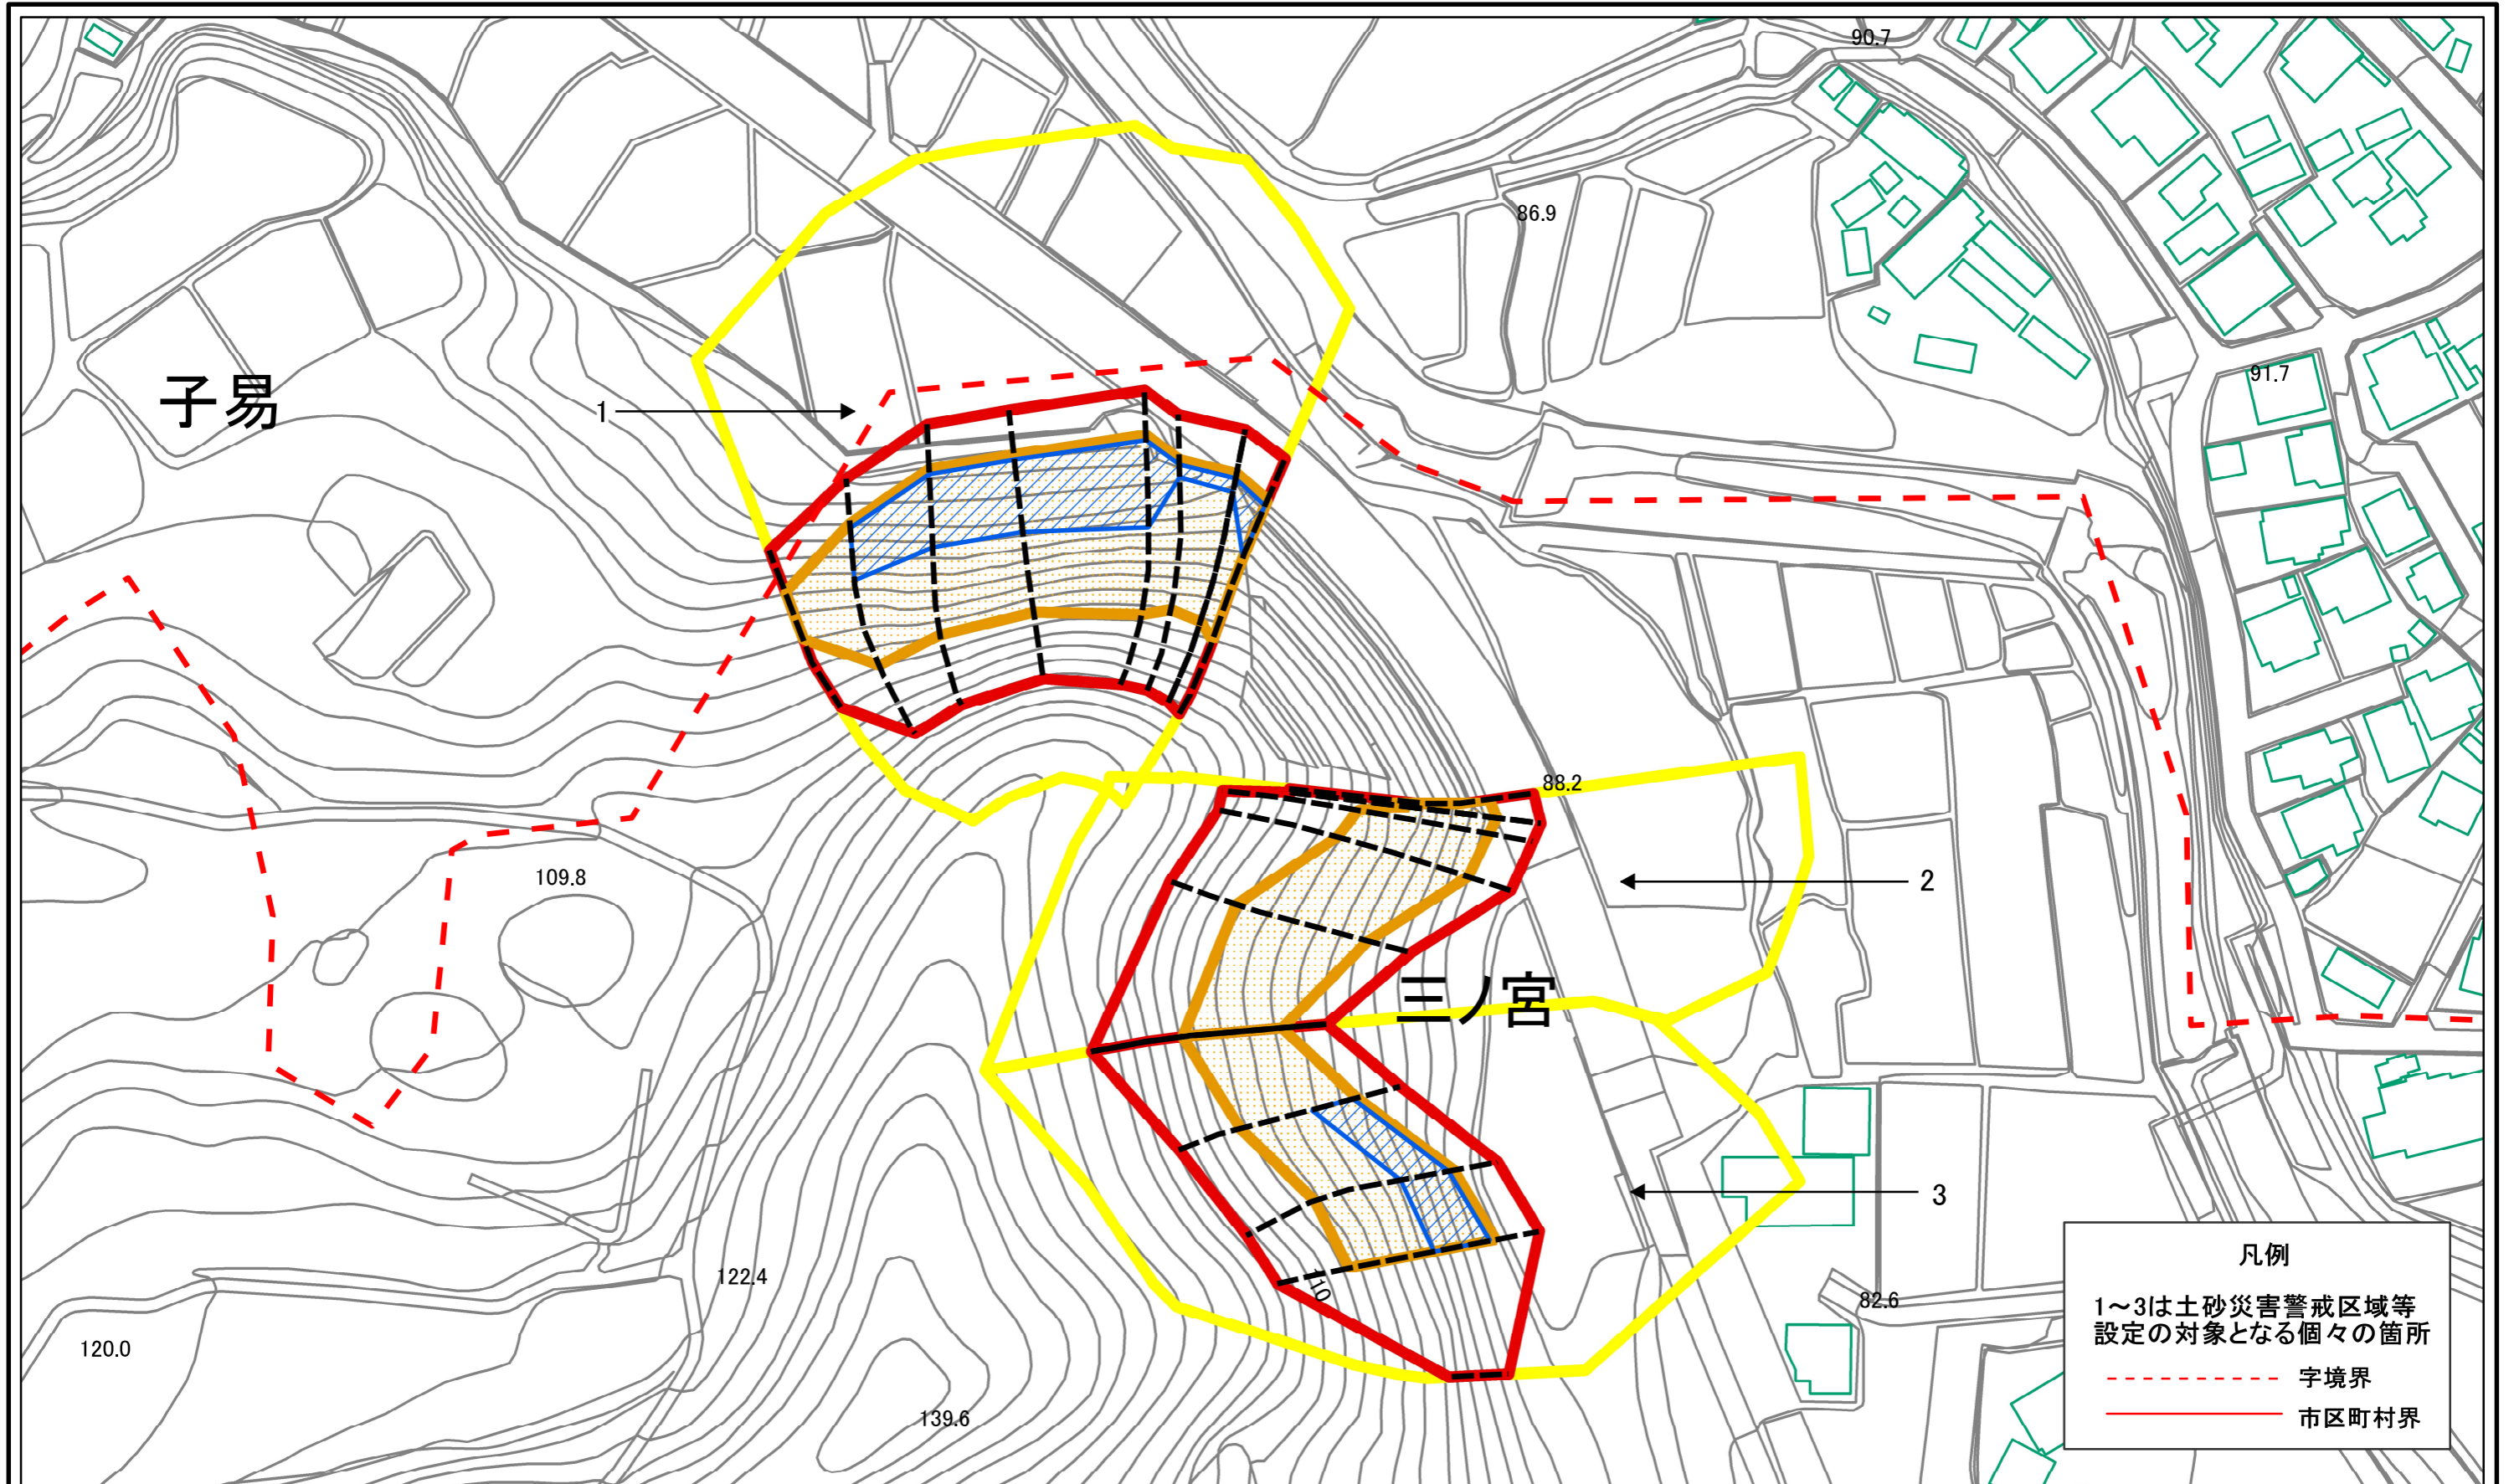 90.7
86.9
91.7
子易
1
88.2
2
109.8
三ノ宮
3
凡例
1～3は土砂災害警戒区域等
設定の対象となる個々の箇所
字境界
市区町村界
122.4
110
82.6
120.0
139.6